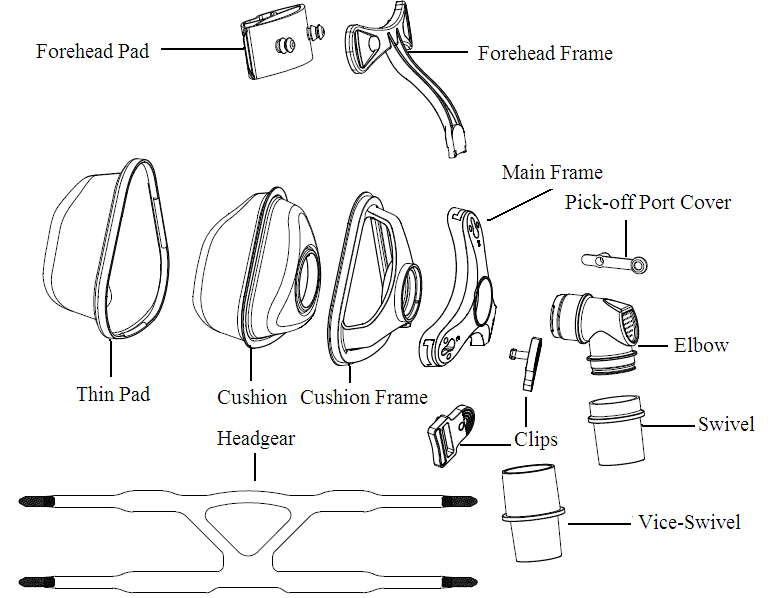 Forehead Pad
Forehead Frame
Main Frame
Pick-off Port Cover
Elbow
Thin Pad
Cushion
Cushion Frame
Swivel
Headgear
Clips
Vice-Swivel